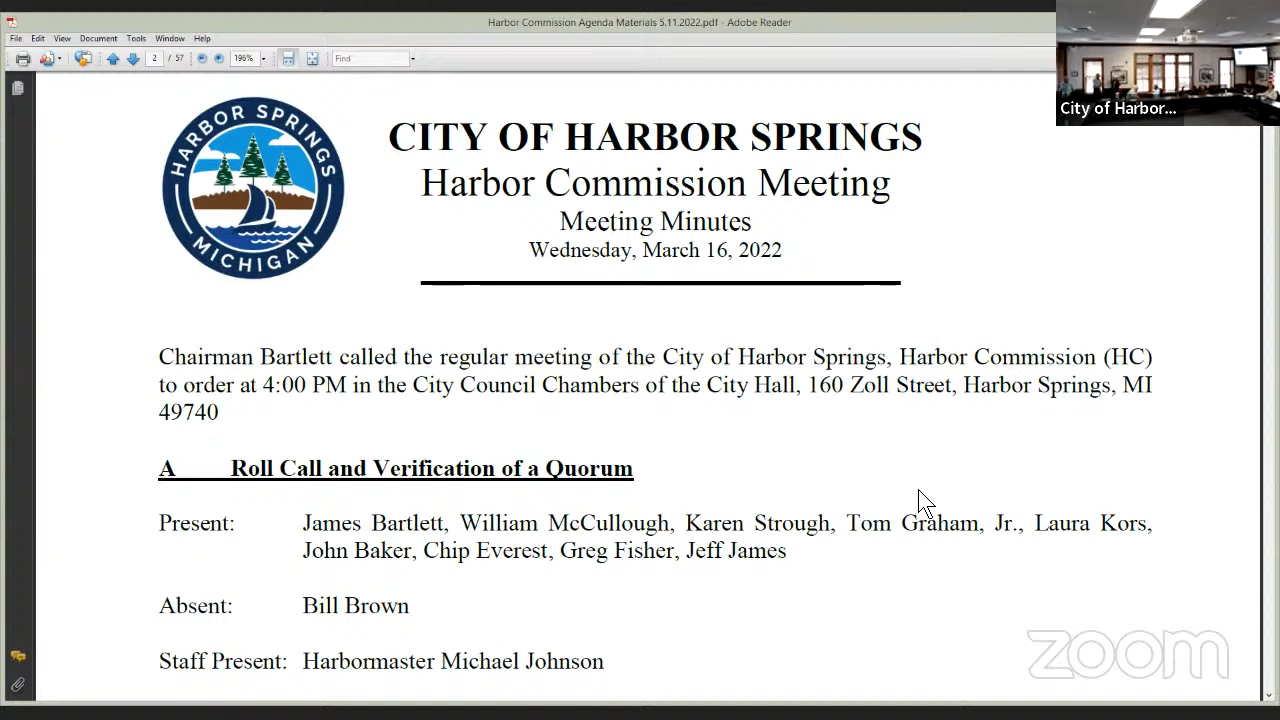 Harbor Commission Agenda Materials 5.11.2022.pdf - Adobe Reader
File Edit View Document Tools Window Help
2 / 57 196% Find
City of Harbor...
HARBOR SPRINGS
MICHIGAN
CITY OF HARBOR SPRINGS
Harbor Commission Meeting
Meeting Minutes
Wednesday, March 16, 2022
Chairman Bartlett called the regular meeting of the City of Harbor Springs, Harbor Commission (HC)
to order at 4:00 PM in the City Council Chambers of the City Hall, 160 Zoll Street, Harbor Springs, MI
49740
A Roll Call and Verification of a Quorum
Present: James Bartlett, William McCullough, Karen Strough, Tom Graham, Jr., Laura Kors,
John Baker, Chip Everest, Greg Fisher, Jeff James
Absent: Bill Brown
Staff Present: Harbormaster Michael Johnson
zoom